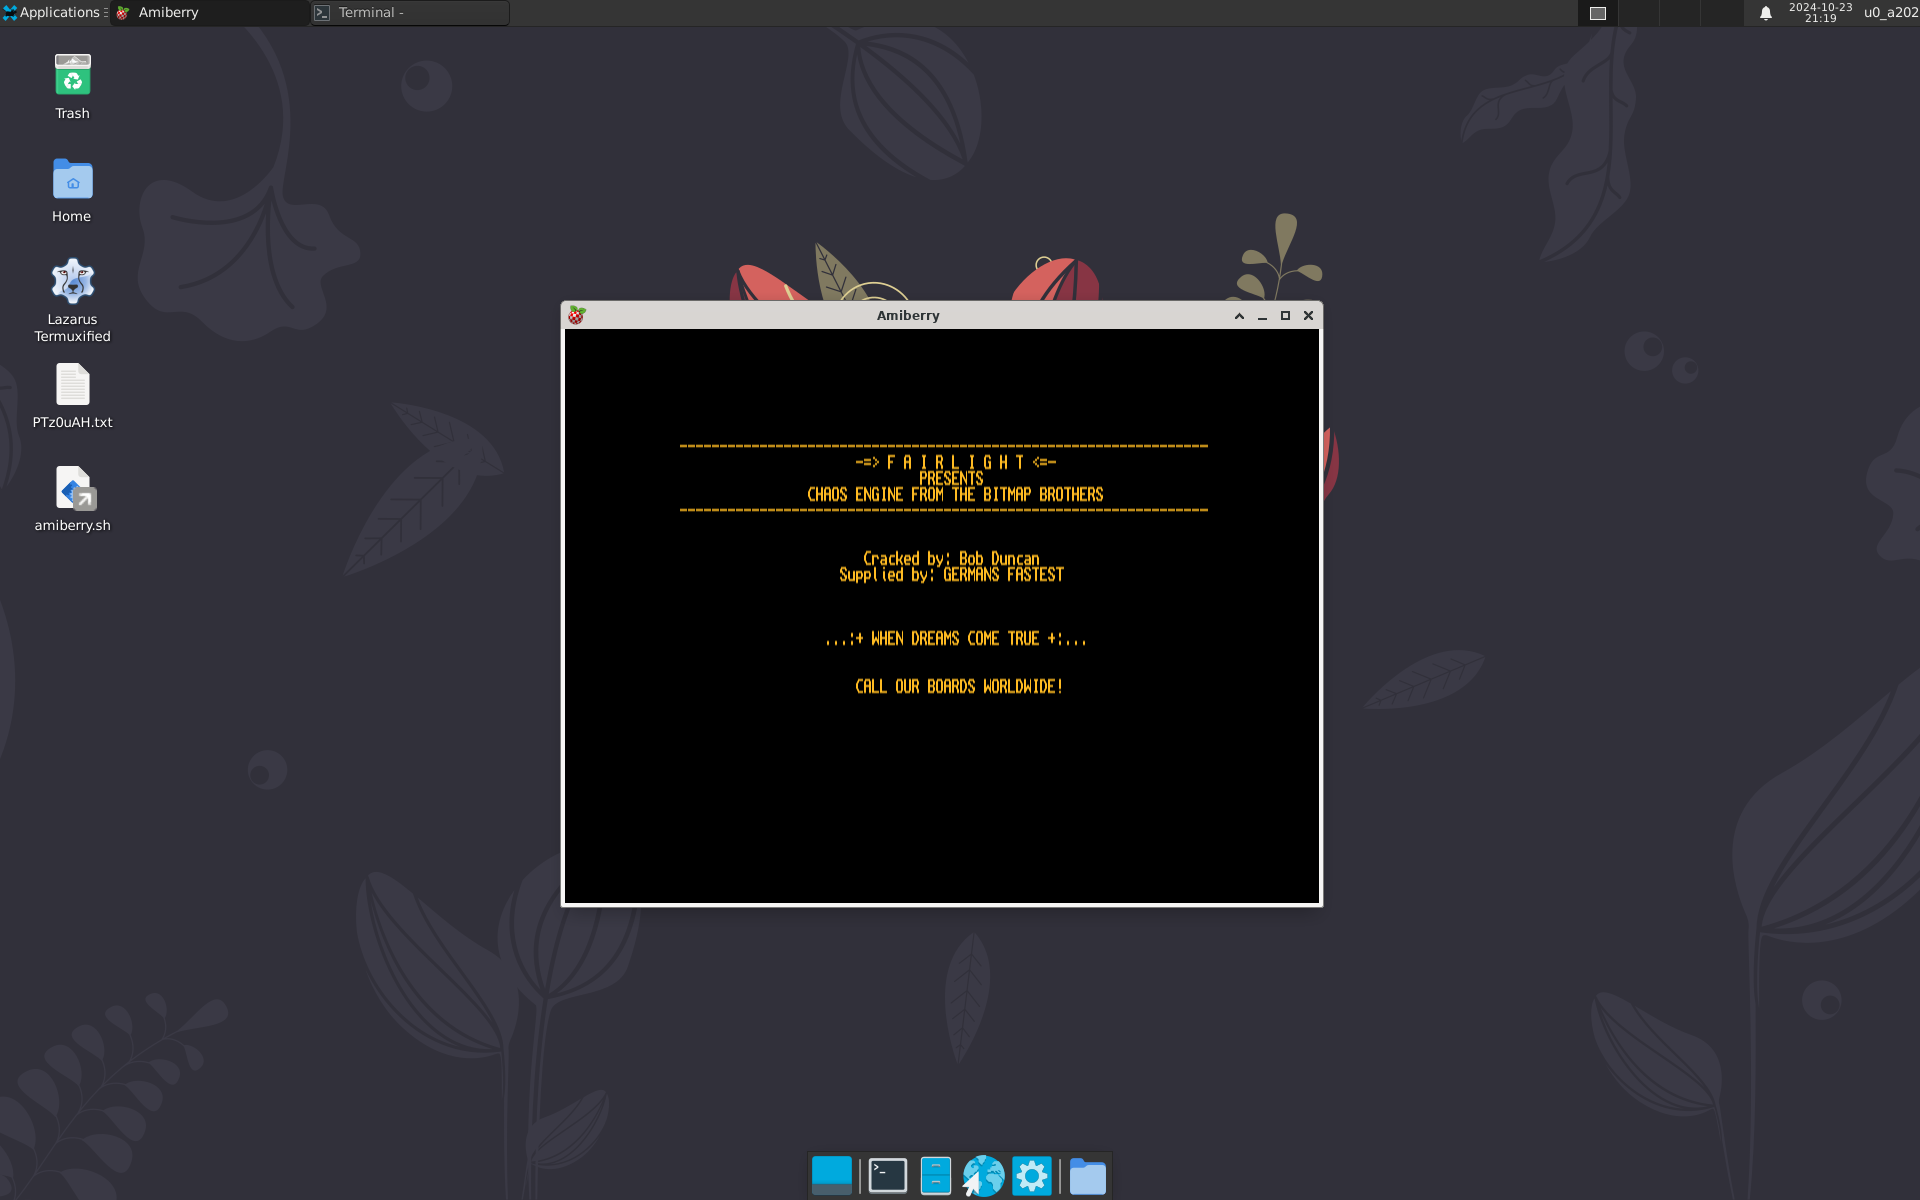 Applications
Amiberry
Terminal -
2024-10-23
21:19
u0_a202
Trash
Home
Lazarus
Termuxified
PTz0uAH.txt
amiberry.sh
Amiberry
------------------------------------------------------------------
-=> F A I R L I G H T <=-
PRESENTS
CHAOS ENGINE FROM THE BITMAP BROTHERS
------------------------------------------------------------------
Cracked by: Bob Duncan
Supplied by: GERMANS FASTEST
...:+ WHEN DREAMS COME TRUE +:...
CALL OUR BOARDS WORLDWIDE!